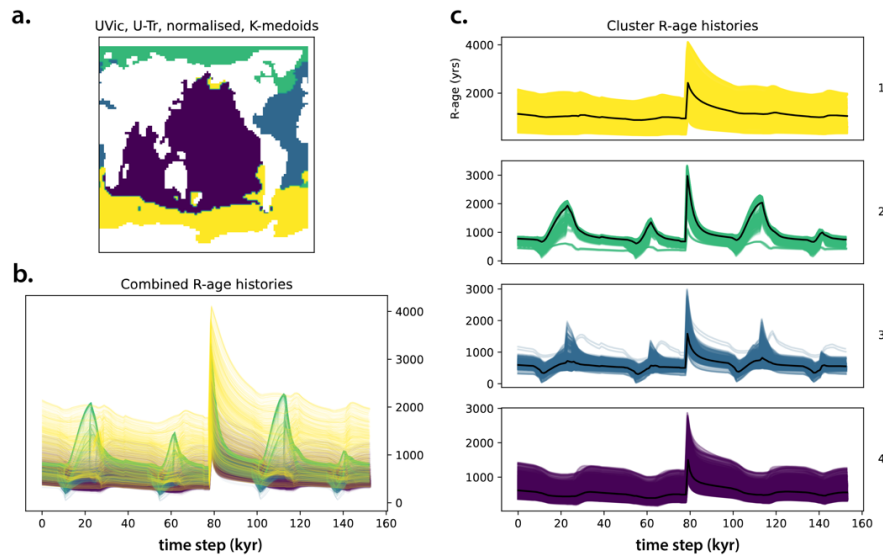 a.
UVic, U-Tr, normalised, K-medoids
b.
Combined R-age histories
4000
3000
2000
1000
0
0 20 40 60 80 100 120 140 160
time step (kyr)
c.
Cluster R-age histories
R-age (yrs)
4000
2000
1
3000
2000
1000
0
2
3000
2000
1000
0
3
3000
2000
1000
4
0 20 40 60 80 100 120 140 160
time step (kyr)